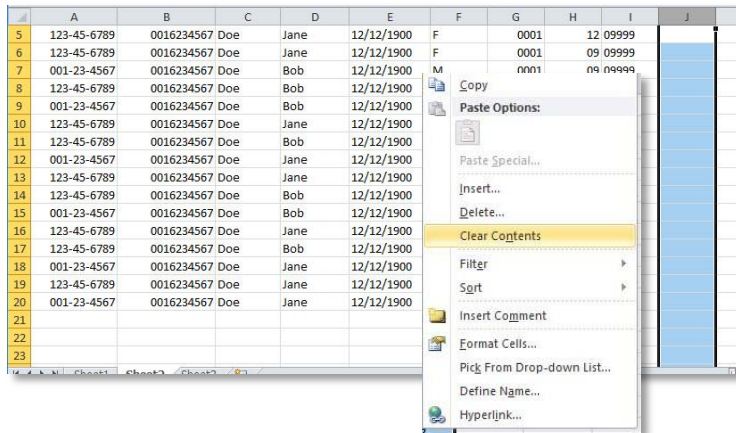 A B C D E F G H I J
5 123-45-6789 0016234567 Doe Jane 12/12/1900 F 0001 12 09999
6 123-45-6789 0016234567 Doe Jane 12/12/1900 F 0001 09 09999
7 001-23-4567 0016234567 Doe Bob 12/12/1900 M 0001 09 09999
8 123-45-6789 0016234567 Doe Bob 12/12/1900
9 001-23-4567 0016234567 Doe Bob 12/12/1900
10 123-45-6789 0016234567 Doe Jane 12/12/1900
11 123-45-6789 0016234567 Doe Bob 12/12/1900
12 001-23-4567 0016234567 Doe Jane 12/12/1900
13 123-45-6789 0016234567 Doe Jane 12/12/1900
14 123-45-6789 0016234567 Doe Bob 12/12/1900
15 001-23-4567 0016234567 Doe Bob 12/12/1900
16 123-45-6789 0016234567 Doe Jane 12/12/1900
17 123-45-6789 0016234567 Doe Bob 12/12/1900
18 001-23-4567 0016234567 Doe Jane 12/12/1900
19 123-45-6789 0016234567 Doe Jane 12/12/1900
20 001-23-4567 0016234567 Doe Jane 12/12/1900
21
22
23
Sheet1 Sheet2 Sheet3
Copy
Paste Options:
Paste Special...
Insert...
Delete...
Clear Contents
Filter
Sort
Insert Comment
Format Cells...
Pick From Drop-down List...
Define Name...
Hyperlink...